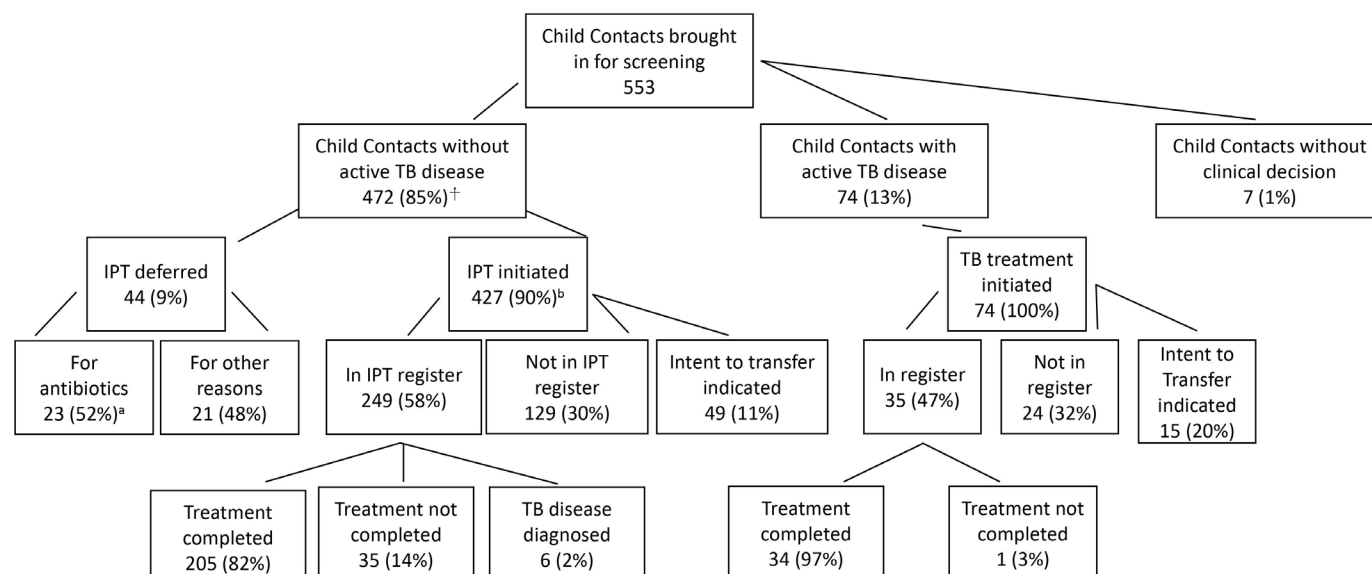 Child Contacts brought
in for screening
553
Child Contacts without
active TB disease
472 (85%)†
Child Contacts with
active TB disease
74 (13%)
Child Contacts without
clinical decision
7 (1%)
IPT deferred
44 (9%)
IPT initiated
427 (90%)ᵇ
TB treatment
initiated
74 (100%)
For
antibiotics
23 (52%)ᵃ
For other
reasons
21 (48%)
In IPT register
249 (58%)
Not in IPT
register
129 (30%)
Intent to transfer
indicated
49 (11%)
In register
35 (47%)
Not in
register
24 (32%)
Intent to
Transfer
indicated
15 (20%)
Treatment
completed
205 (82%)
Treatment not
completed
35 (14%)
TB disease
diagnosed
6 (2%)
Treatment
completed
34 (97%)
Treatment not
completed
1 (3%)